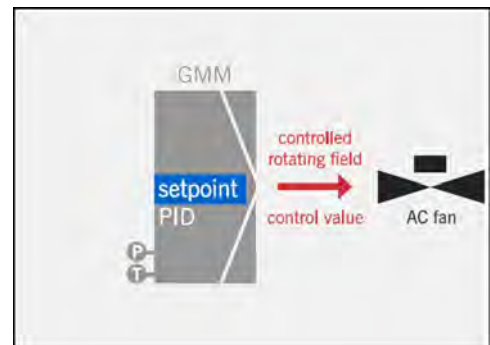 GMM
controlled
rotating field
setpoint
PID
control value
AC fan
P
T